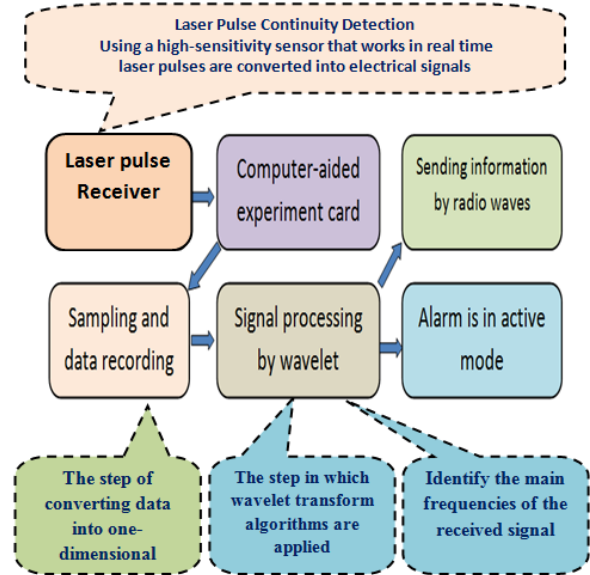 Laser Pulse Continuity Detection
Using a high-sensitivity sensor that works in real time
laser pulses are converted into electrical signals
Laser pulse
Receiver
Computer-aided
experiment card
Sending information
by radio waves
Sampling and
data recording
Signal processing
by wavelet
Alarm is in active
mode
The step of
converting data
into one-
dimensional
The step in which
wavelet transform
algorithms are
applied
Identify the main
frequencies of the
received signal